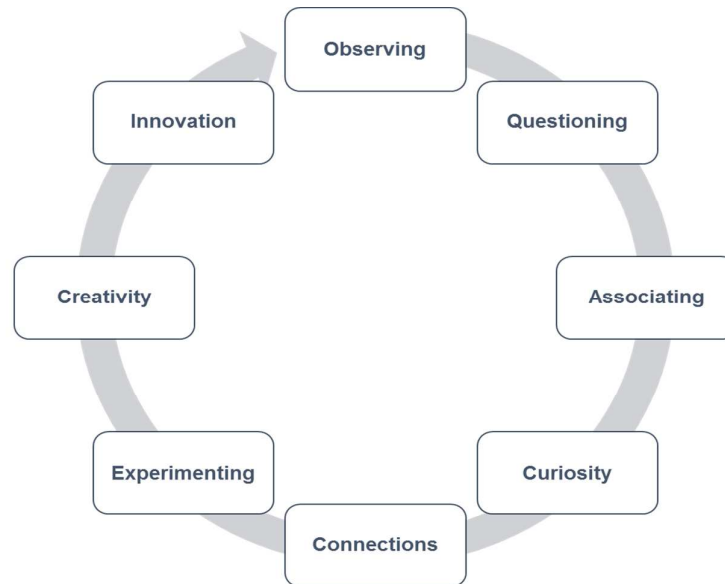 Observing
Questioning
Associating
Curiosity
Connections
Experimenting
Creativity
Innovation